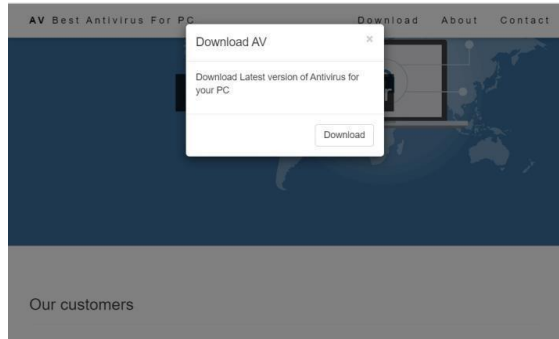 AV Best Antivirus For PC
Download About Contact
Download AV
×
Download Latest version of Antivirus for
your PC
Download
Our customers